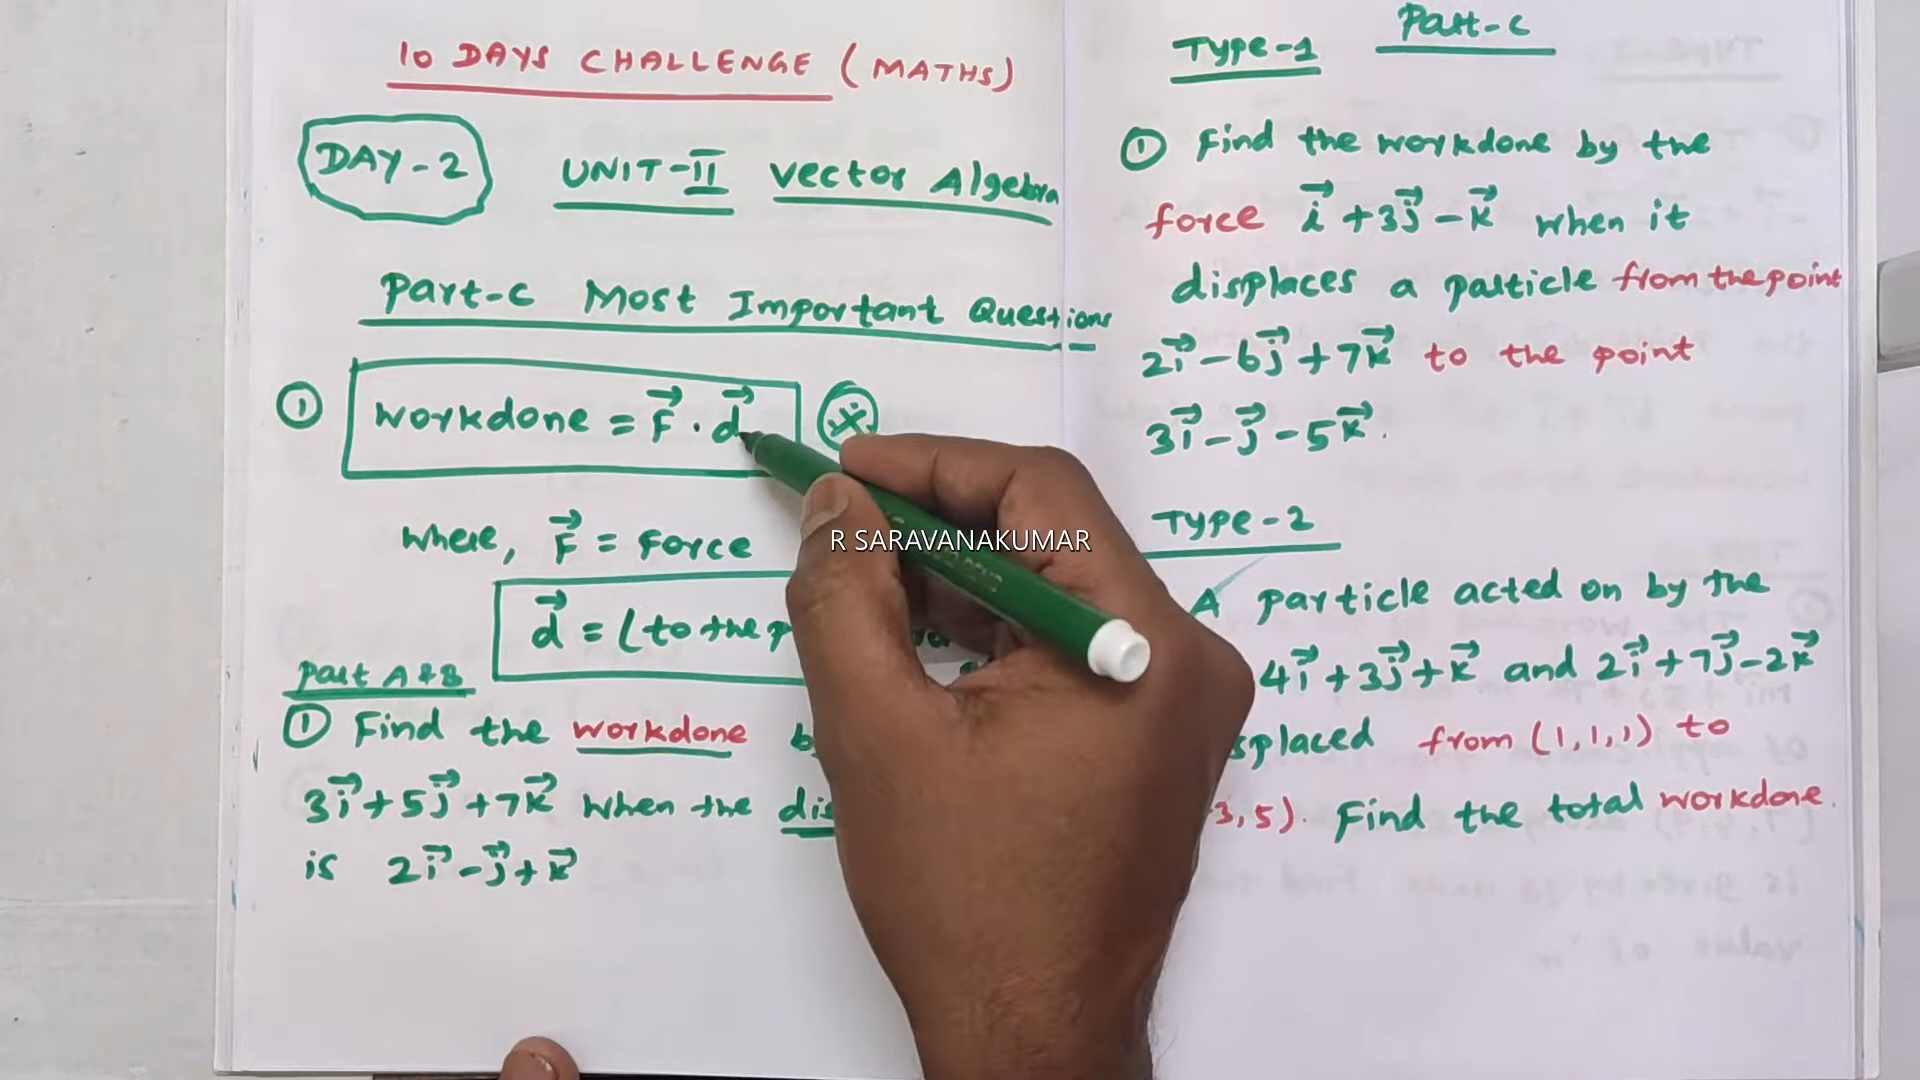 10 DAYS CHALLENGE (MATHS)
DAY-2
UNIT-II Vector Algebra
Part-C Most Important Questions
① Workdone = F⃗ · d⃗
Where, F⃗ = Force
d⃗ = (to the
Part A & B
① Find the workdone
3i⃗ + 5j⃗ + 7k⃗ when the
is 2i⃗ - j⃗ + k⃗
Part-C
Type-1
① Find the workdone by the
force i⃗ + 3j⃗ - k⃗ when it
displaces a particle from the point
2i⃗ - 6j⃗ + 7k⃗ to the point
3i⃗ - j⃗ - 5k⃗.
Type-2
A particle acted on by the
4i⃗ + 3j⃗ + k⃗ and 2i⃗ + 7j⃗ - 2k⃗
from (1,1,1) to
3,5). Find the total workdone.
R SARAVANAKUMAR